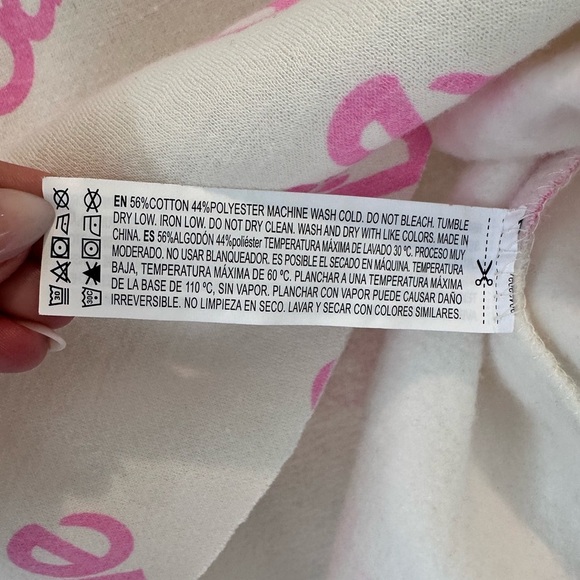 EN 56%COTTON 44%POLYESTER MACHINE WASH COLD. DO NOT BLEACH. TUMBLE
DRY LOW. IRON LOW. DO NOT DRY CLEAN. WASH AND DRY WITH LIKE COLORS. MADE IN
CHINA. ES 56%ALGODÓN 44%poliéster TEMPERATURA MÁXIMA DE LAVADO 30 ºC. PROCESO MUY
MODERADO. NO USAR BLANQUEADOR. ES POSIBLE EL SECADO EN MÁQUINA. TEMPERATURA
BAJA, TEMPERATURA MÁXIMA DE 60 ºC. PLANCHAR A UNA TEMPERATURA MÁXIMA
DE LA BASE DE 110 ºC, SIN VAPOR. PLANCHAR CON VAPOR PUEDE CAUSAR DAÑO
IRREVERSIBLE. NO LIMPIEZA EN SECO. LAVAR Y SECAR CON COLORES SIMILARES.